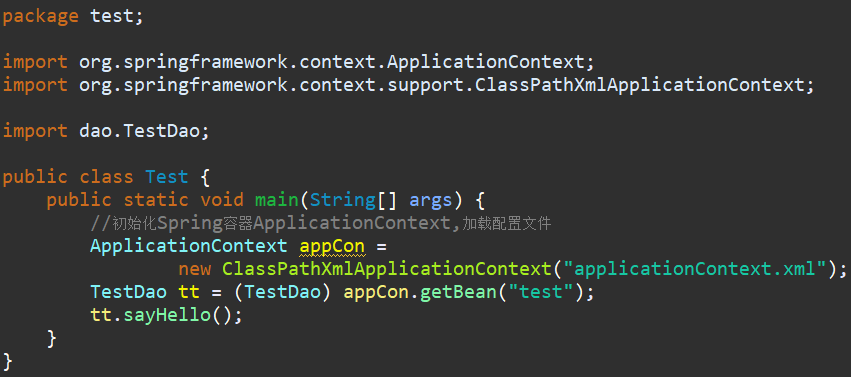 package test;
import org.springframework.context.ApplicationContext;
import org.springframework.context.support.ClassPathXmlApplicationContext;
import dao.TestDao;
public class Test {
public static void main(String[] args) {
//初始化Spring容器ApplicationContext,加载配置文件
ApplicationContext appCon =
new ClassPathXmlApplicationContext("applicationContext.xml");
TestDao tt = (TestDao) appCon.getBean("test");
tt.sayHello();
}
}